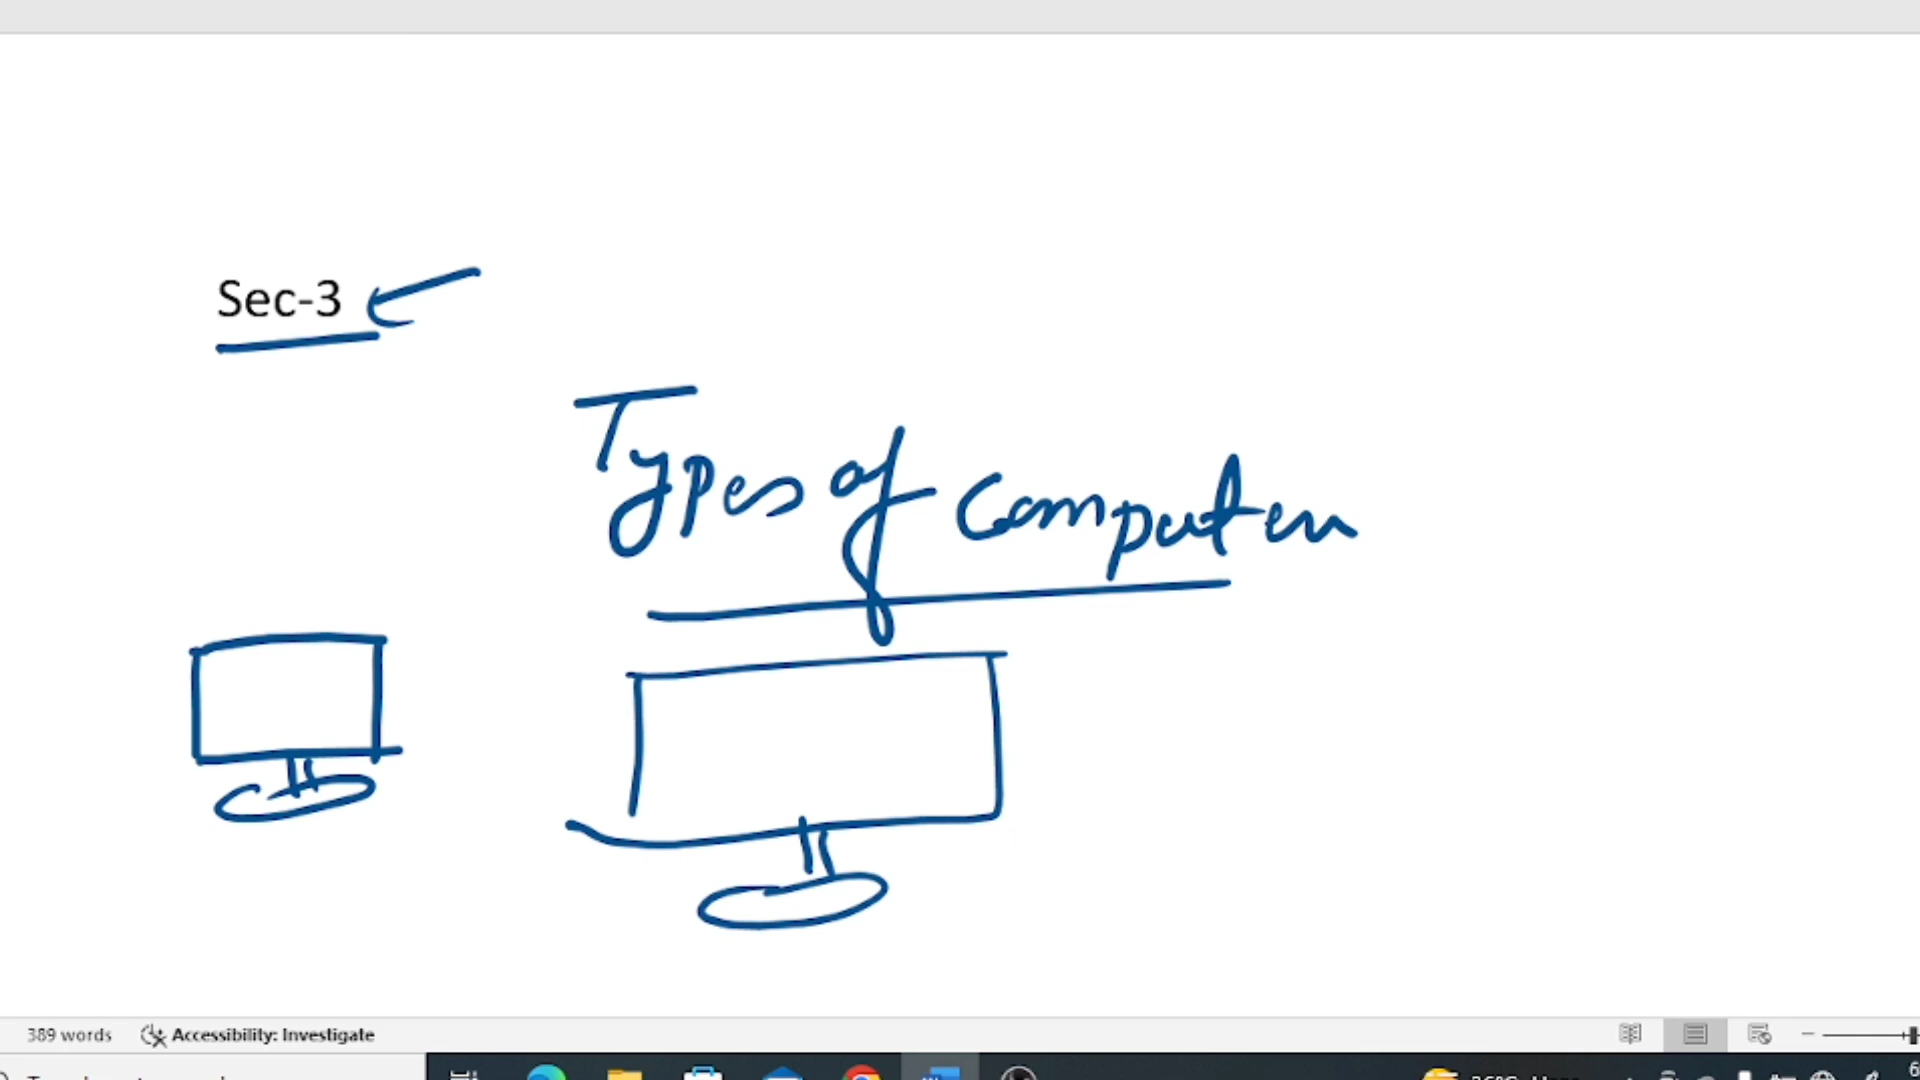 Sec-3
Types of Computer
389 words Accessibility: Investigate